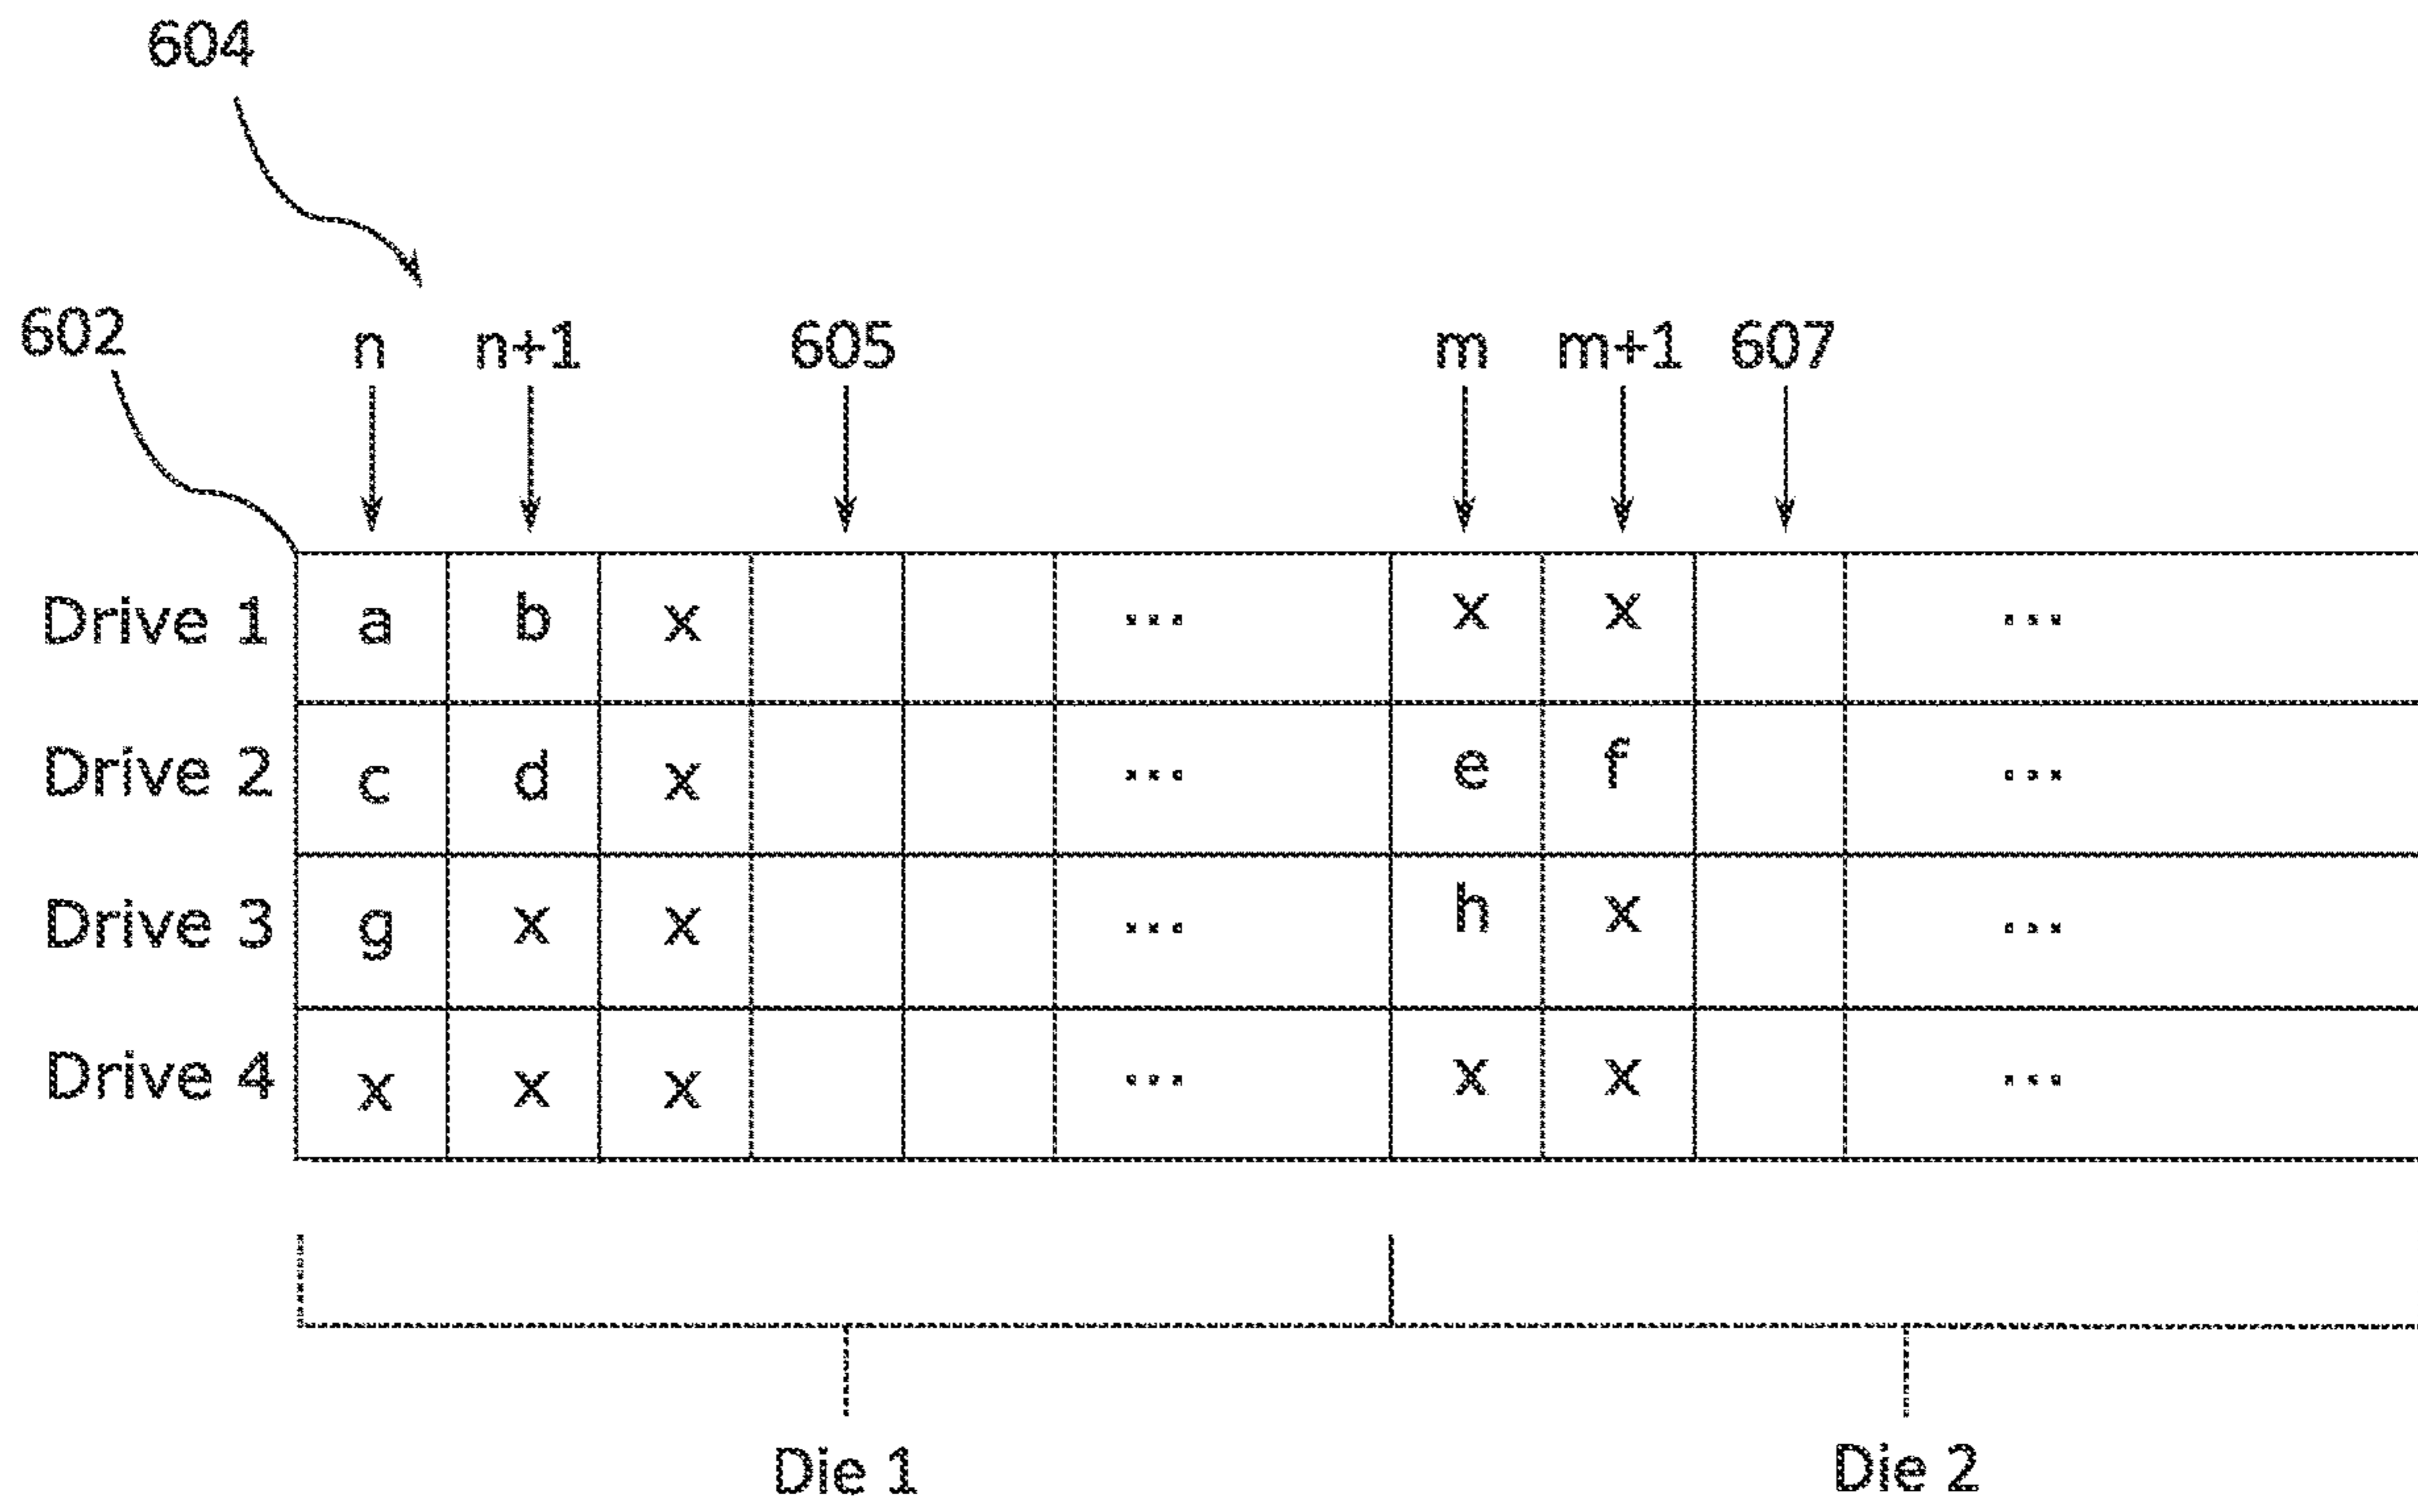 604
602 n n+1 605 m m+1 607
Drive 1 a b x ... x x ...
Drive 2 c d x ... e f ...
Drive 3 g x x ... h x ...
Drive 4 x x x ... x x ...
Die 1 Die 2